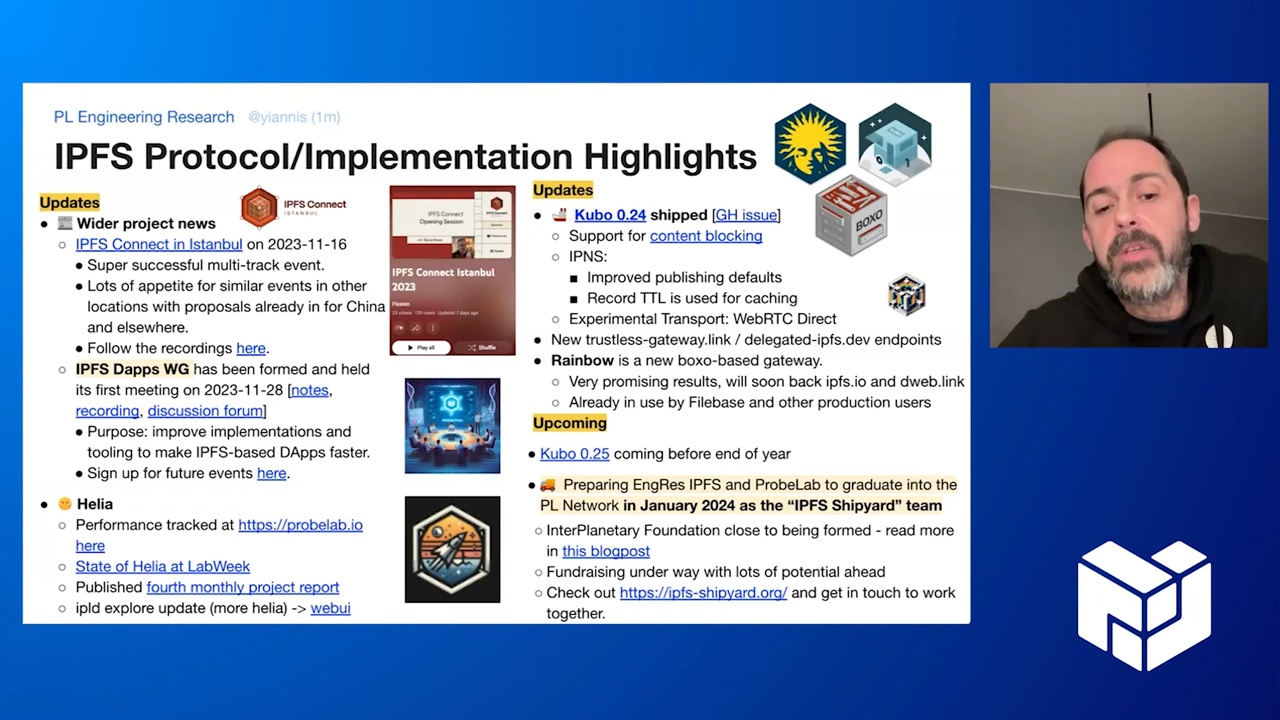 PL Engineering Research @yiannis (1m)
IPFS Protocol/Implementation Highlights
Updates
IPFS Connect
ISTANBUL
● 📰 Wider project news
○ IPFS Connect in Istanbul on 2023-11-16
● Super successful multi-track event.
● Lots of appetite for similar events in other
locations with proposals already in for China
and elsewhere.
● Follow the recordings here.
○ IPFS Dapps WG has been formed and held
its first meeting on 2023-11-28 [notes,
recording, discussion forum]
● Purpose: improve implementations and
tooling to make IPFS-based DApps faster.
● Sign up for future events here.
● Helia
○ Performance tracked at https://probelab.io
here
○ State of Helia at LabWeek
○ Published fourth monthly project report
○ ipld explore update (more helia) -> webui
IPFS Connect
Opening Session
IPFS Connect Istanbul
2023
Fission
Play all
Shuffle
Updates
● 🚢 Kubo 0.24 shipped [GH issue]
○ Support for content blocking
○ IPNS:
■ Improved publishing defaults
■ Record TTL is used for caching
○ Experimental Transport: WebRTC Direct
● New trustless-gateway.link / delegated-ipfs.dev endpoints
● Rainbow is a new boxo-based gateway.
○ Very promising results, will soon back ipfs.io and dweb.link
○ Already in use by Filebase and other production users
Upcoming
● Kubo 0.25 coming before end of year
● 🚚 Preparing EngRes IPFS and ProbeLab to graduate into the
PL Network in January 2024 as the “IPFS Shipyard” team
○ InterPlanetary Foundation close to being formed - read more
in this blogpost
○ Fundraising under way with lots of potential ahead
○ Check out https://ipfs-shipyard.org/ and get in touch to work
together.
BOXO